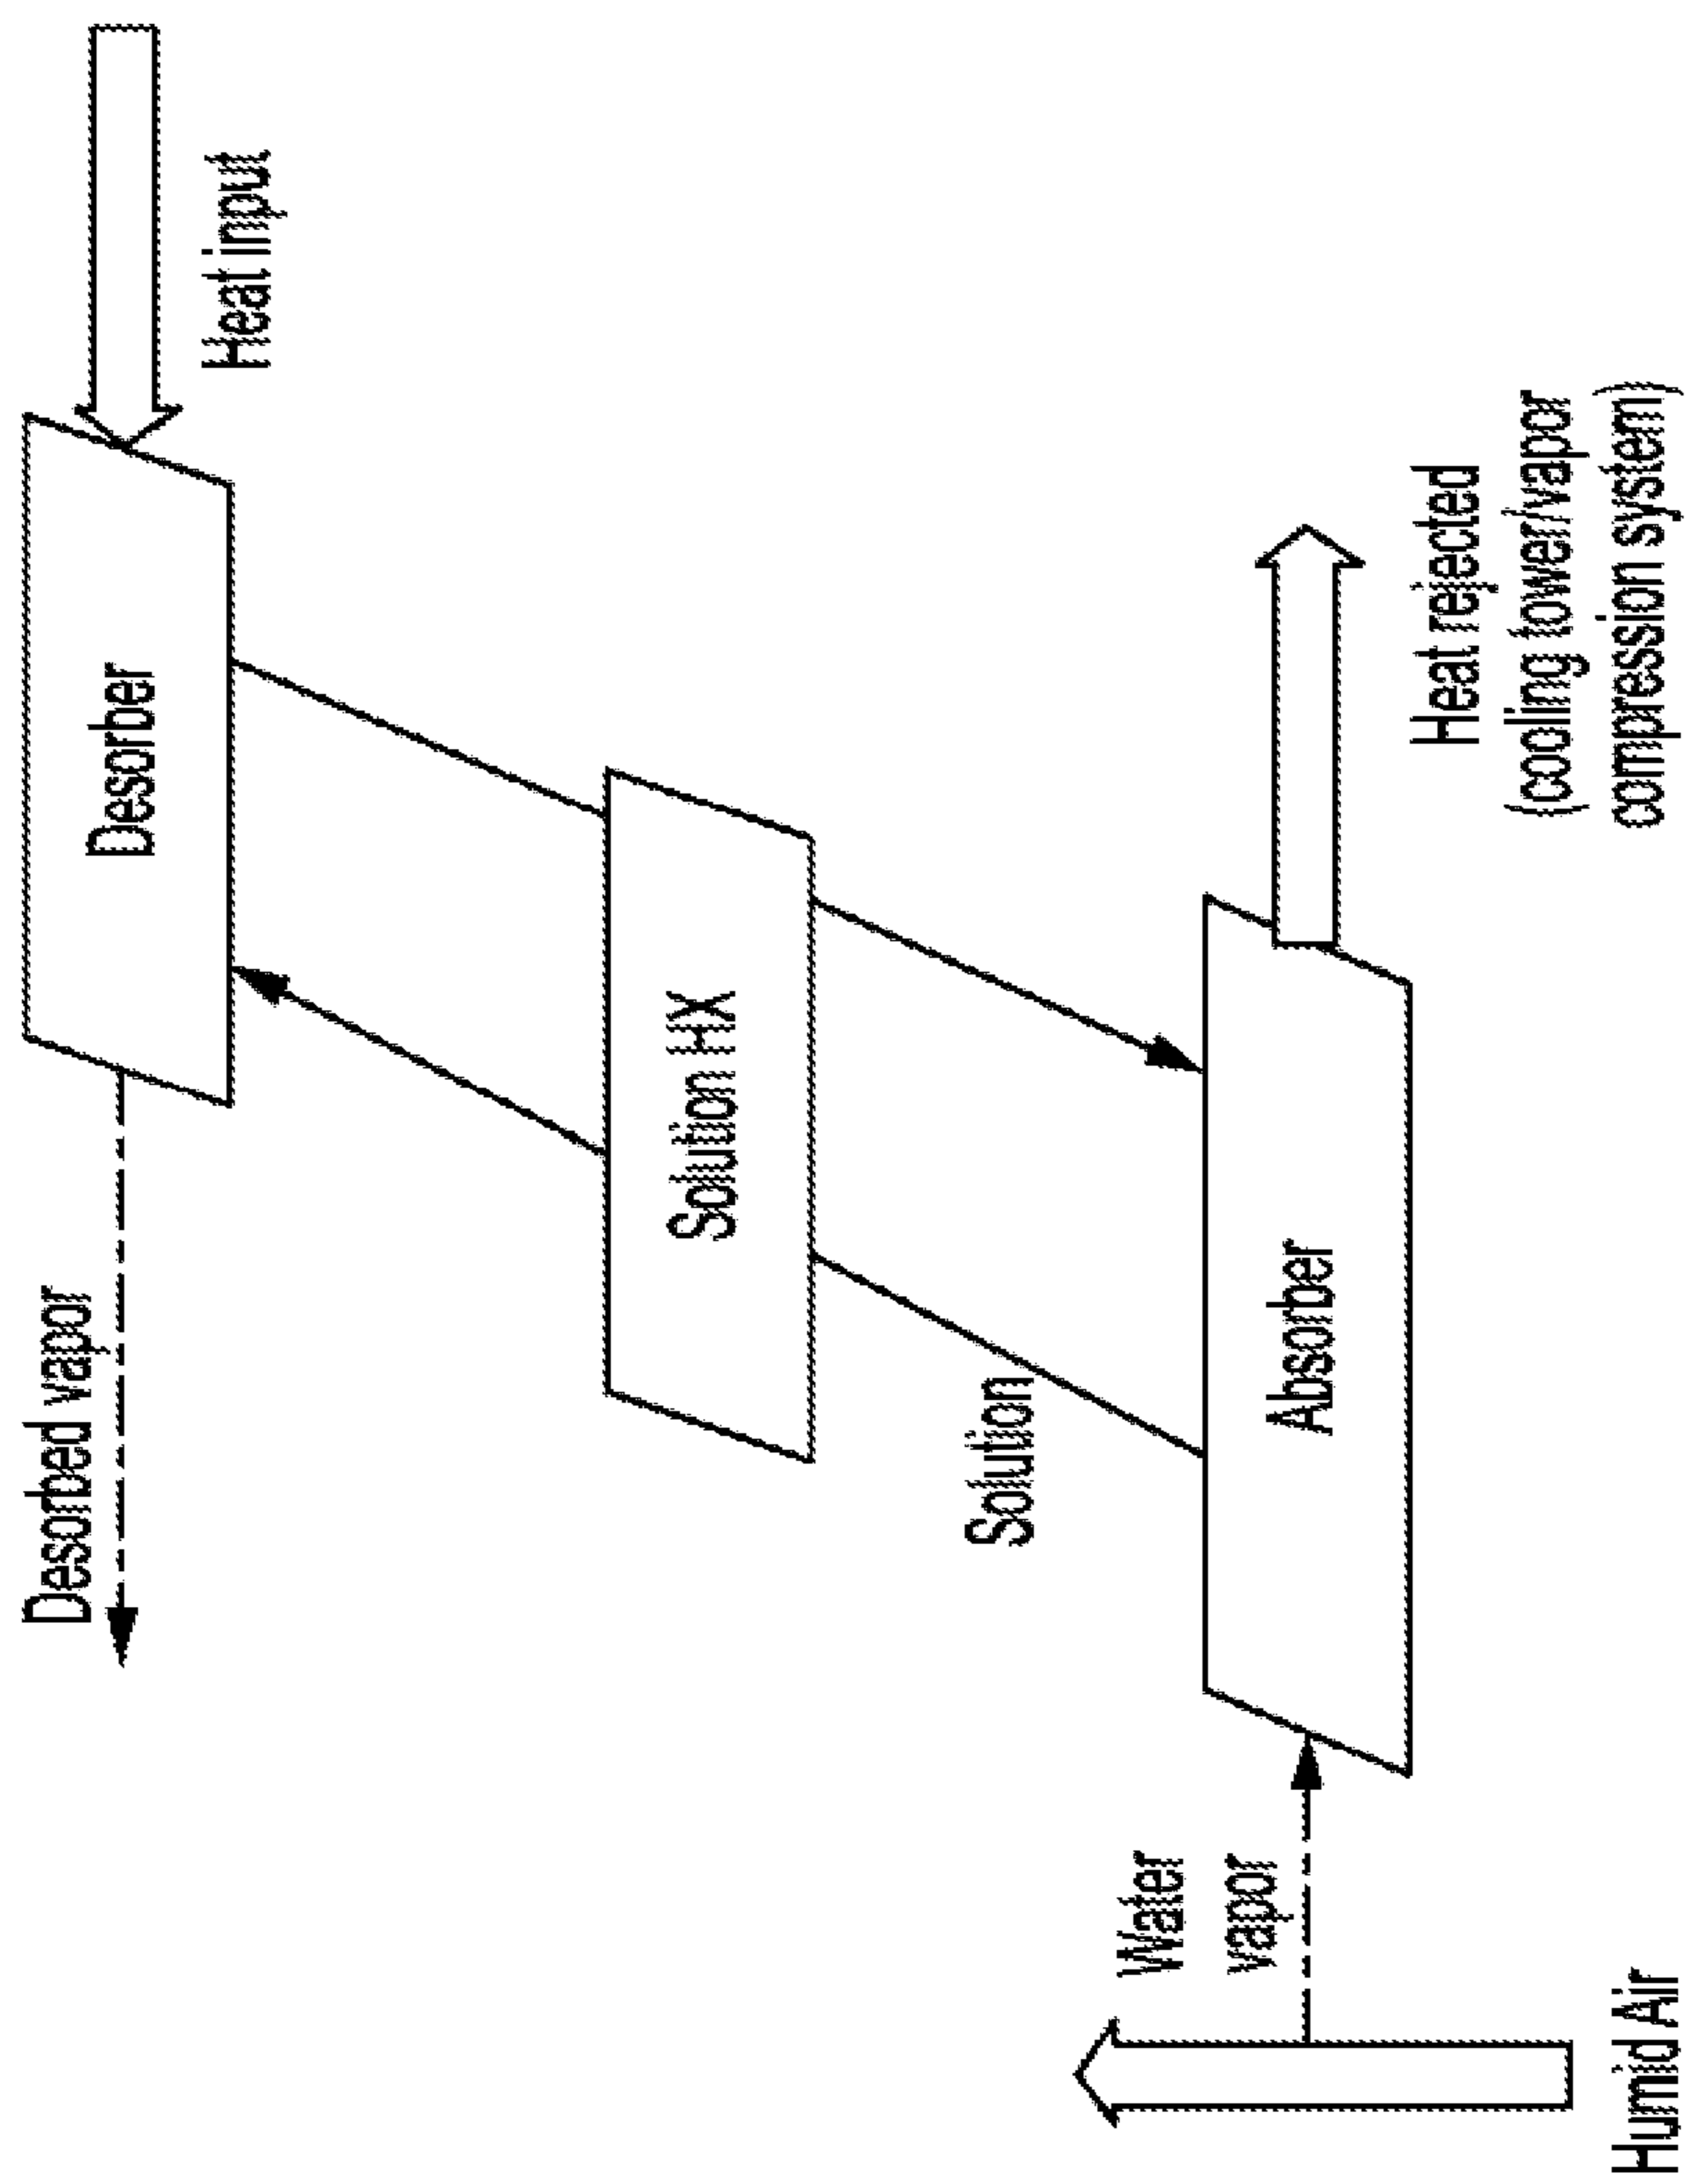 Desorbed vapor
Desorber
Heat input
Solution HX
Solution
Water
vapor
Absorber
Heat rejected
(cooling tower/vapor
compression system)
Humid Air